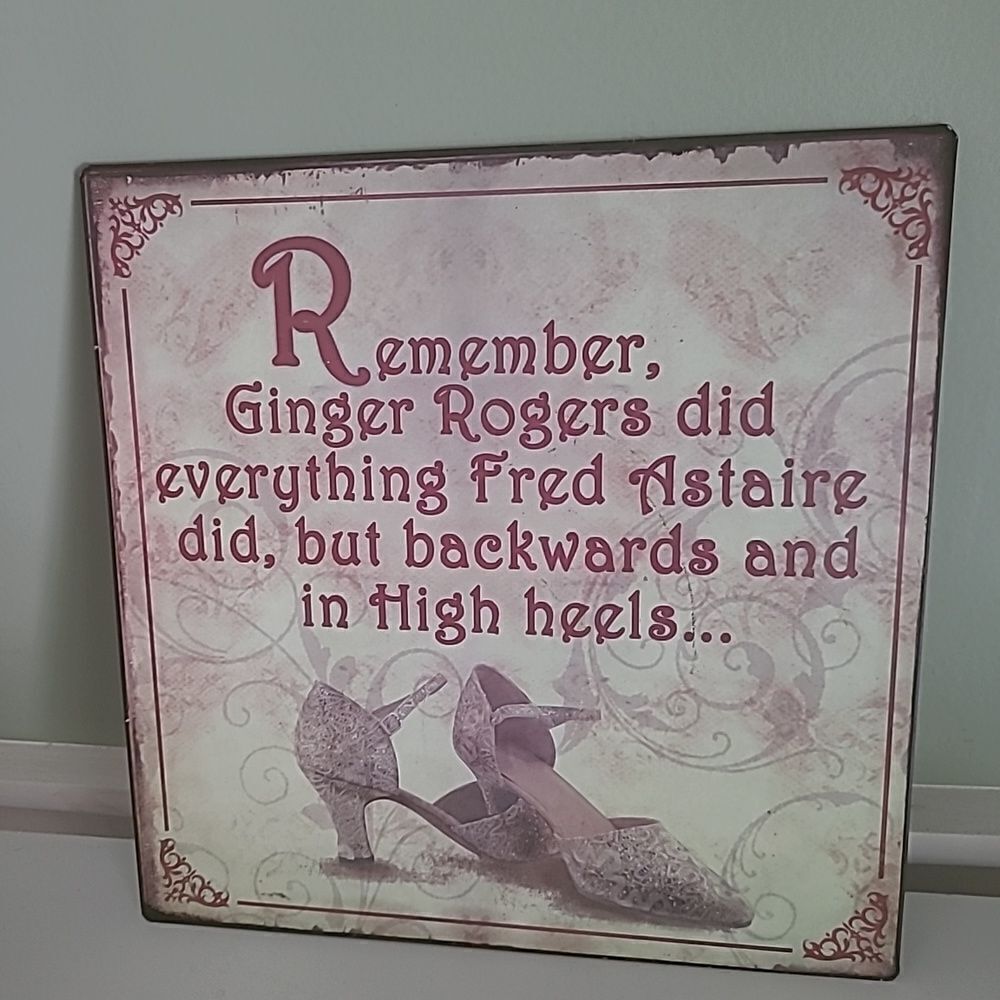 Remember,
Ginger Rogers did
everything Fred Astaire
did, but backwards and
in High heels...